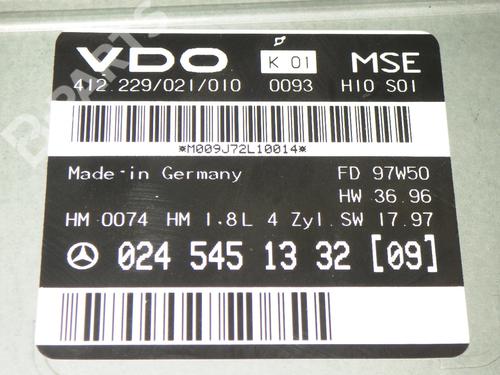 VDO K 01 MSE
412.229/021/010 0093 H10 S01
*M009J72L10014*
Made in Germany FD 97W50
HW 36.96
HM 0074 HM 1.8L 4 Zyl. SW 17.97
024 545 13 32 [09]
B PARTS